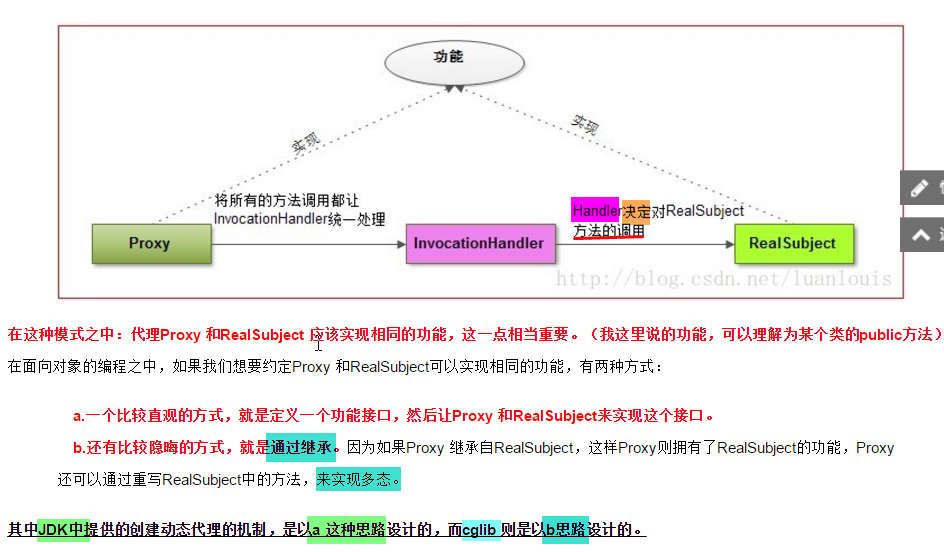 功能
实现
实现
将所有的方法调用都让
InvocationHandler统一处理
Handler决定对RealSubject
方法的调用
Proxy
InvocationHandler
RealSubject
http://blog.csdn.net/luanlouis
在这种模式之中：代理Proxy 和RealSubject 应该实现相同的功能，这一点相当重要。（我这里说的功能，可以理解为某个类的public方法）
在面向对象的编程之中，如果我们想要约定Proxy 和RealSubject可以实现相同的功能，有两种方式：
a.一个比较直观的方式，就是定义一个功能接口，然后让Proxy 和RealSubject来实现这个接口。
b.还有比较隐晦的方式，就是通过继承。因为如果Proxy 继承自RealSubject，这样Proxy则拥有了RealSubject的功能，Proxy
还可以通过重写RealSubject中的方法，来实现多态。
其中JDK中提供的创建动态代理的机制，是以a 这种思路设计的，而cglib 则是以b思路设计的。